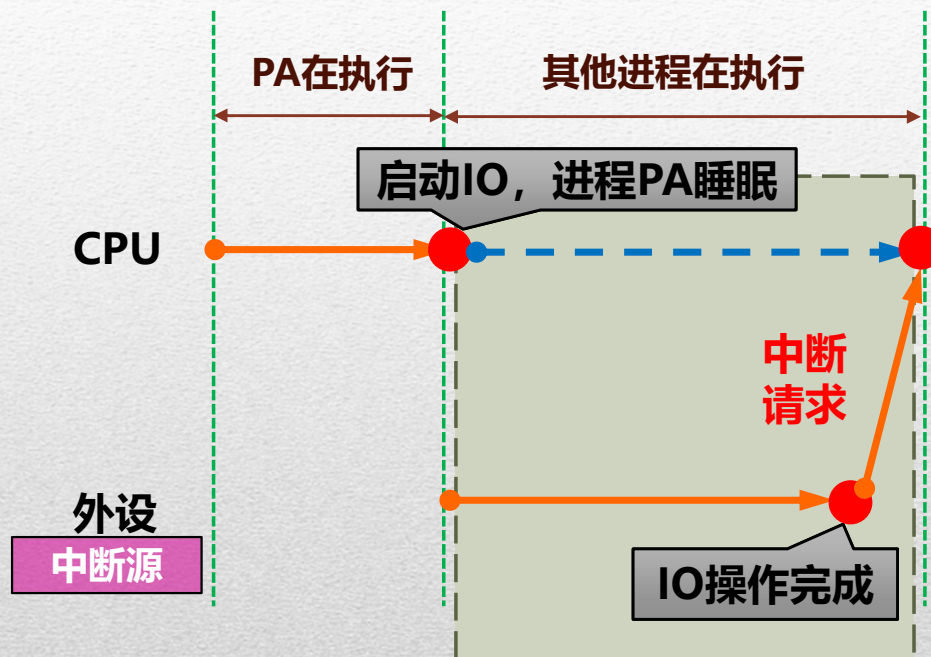 PA在执行
其他进程在执行
启动IO，进程PA睡眠
CPU
中断
请求
外设
中断源
IO操作完成